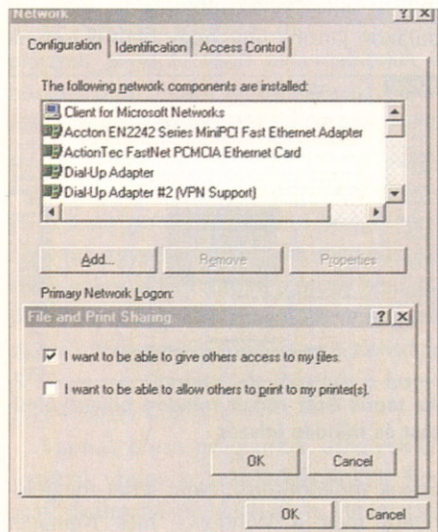 Network
Configuration Identification Access Control
The following network components are installed:
Client for Microsoft Networks
Accton EN2242 Series MiniPCI Fast Ethernet Adapter
ActionTec FastNet PCMCIA Ethernet Card
Dial-Up Adapter
Dial-Up Adapter #2 (VPN Support)
Add... Remove Properties
Primary Network Logon:
File and Print Sharing
I want to be able to give others access to my files.
I want to be able to allow others to print to my printer(s).
OK Cancel
OK Cancel